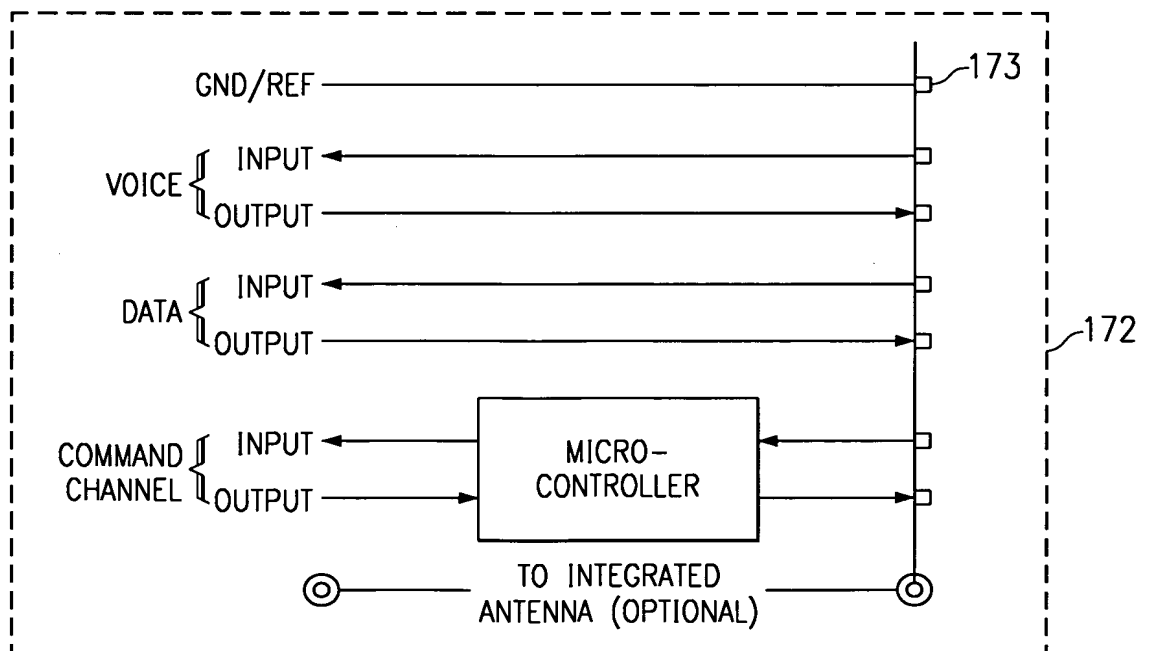 GND/REF
173
VOICE
INPUT
OUTPUT
DATA
INPUT
OUTPUT
172
COMMAND
CHANNEL
INPUT
OUTPUT
MICRO-
CONTROLLER
TO INTEGRATED
ANTENNA (OPTIONAL)